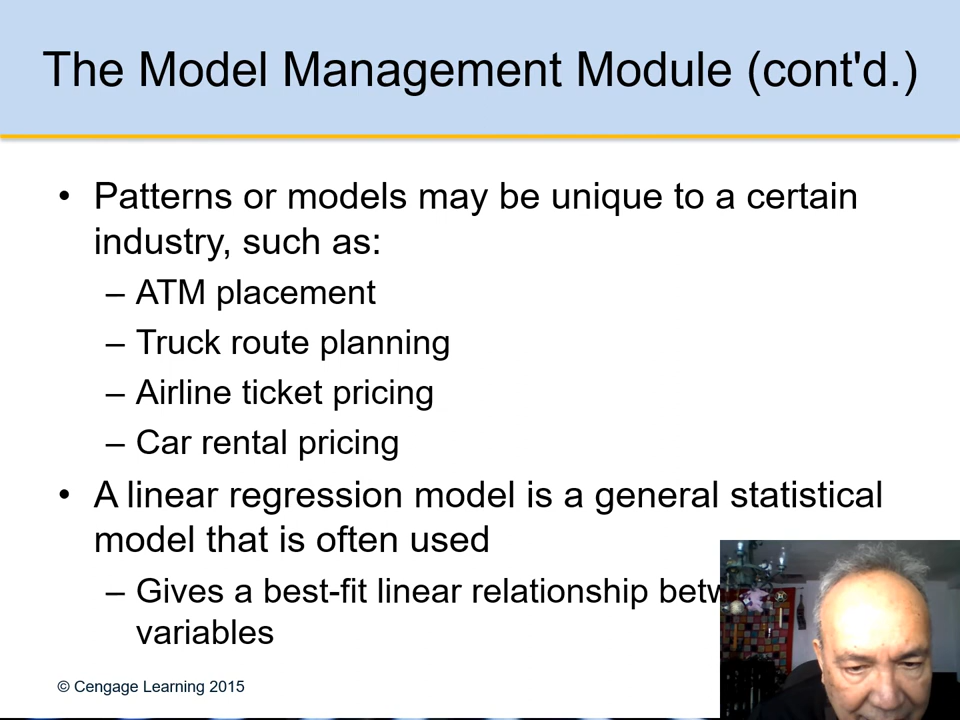 The Model Management Module (cont'd.)
• Patterns or models may be unique to a certain
industry, such as:
– ATM placement
– Truck route planning
– Airline ticket pricing
– Car rental pricing
• A linear regression model is a general statistical
model that is often used
– Gives a best-fit linear relationship
variables
© Cengage Learning 2015